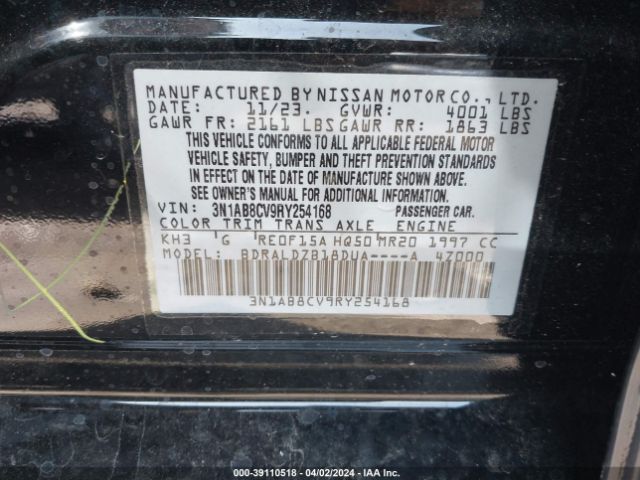 MANUFACTURED BY NISSAN MOTOR CO., LTD.
DATE: 11/23. GVWR: 4001 LBS
GAWR FR: 2161 LBS GAWR RR: 1863 LBS
THIS VEHICLE CONFORMS TO ALL APPLICABLE FEDERAL MOTOR
VEHICLE SAFETY, BUMPER AND THEFT PREVENTION STANDARDS
IN EFFECT ON THE DATE OF MANUFACTURE SHOWN ABOVE.
SEE OWNER'S MANUAL FOR ADDITIONAL INFORMATION.
VIN: 3N1AB8CV9RY254168 PASSENGER CAR.
COLOR TRIM TRANS AXLE ENGINE
KH3 G RE0F15A HQ50 MR20 1997 CC
MODEL: BDRALDZB18DUA----A 4Z000
3N1AB8CV9RY254168
000-39110518 - 04/02/2024 - IAA Inc.